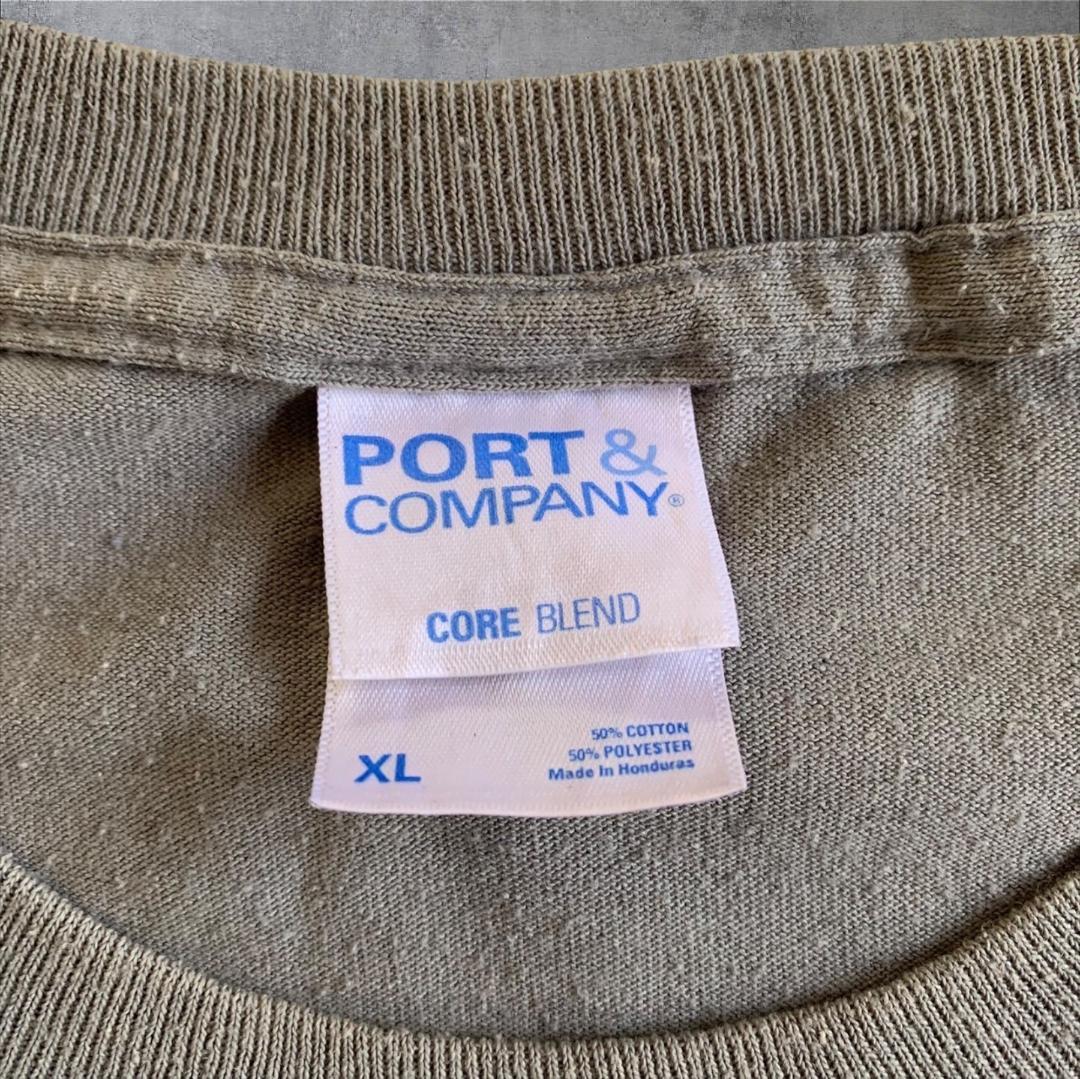 PORT &
COMPANY®
CORE BLEND
XL
50% COTTON
50% POLYESTER
Made In Honduras